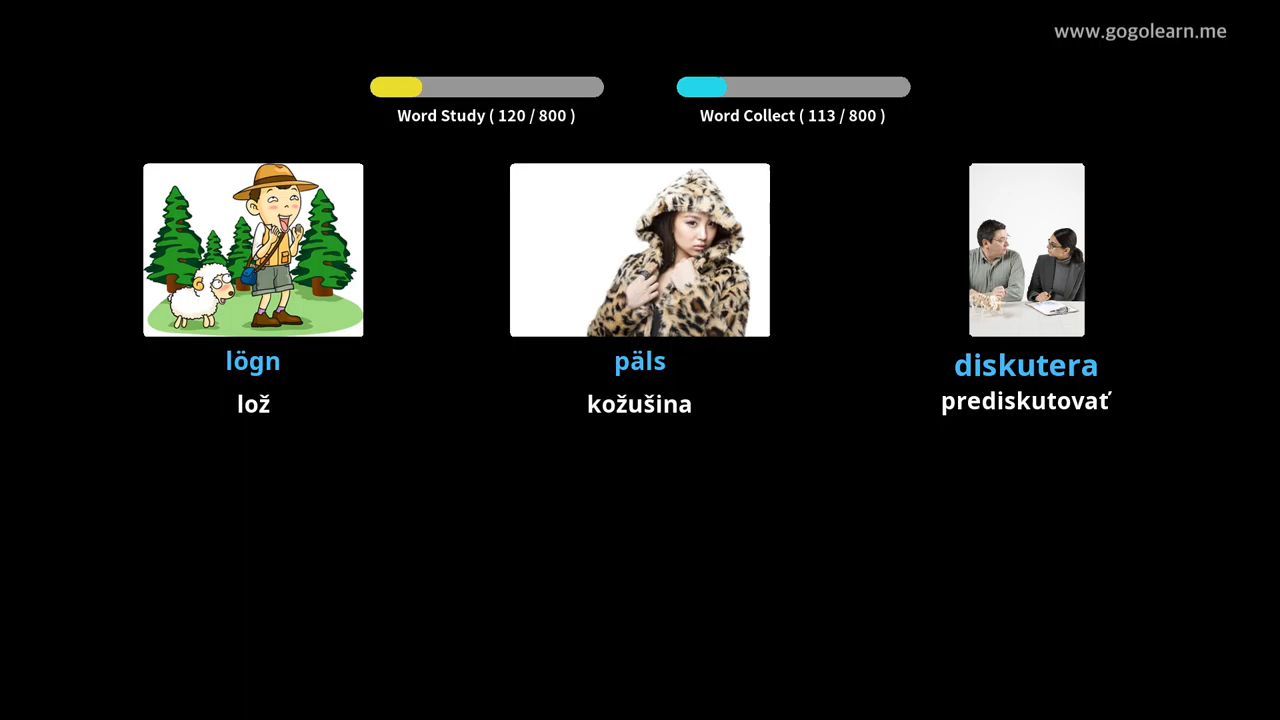 www.gogolearn.me
Word Study ( 120 / 800 )
Word Collect ( 113 / 800 )
lögn
päls
diskutera
lož
kožušina
prediskutovať